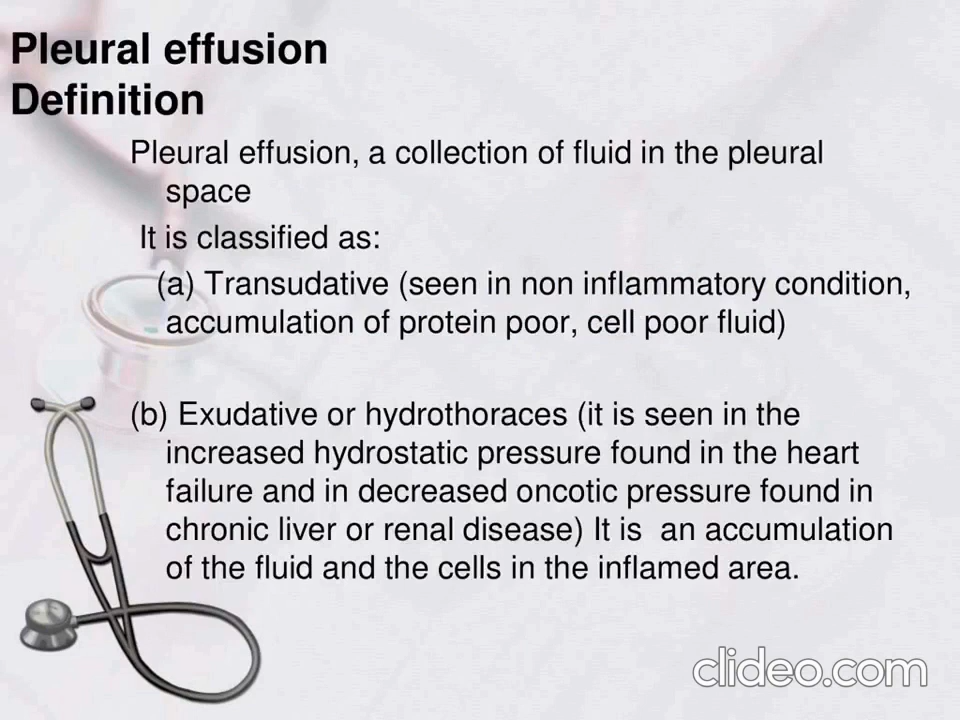 Pleural effusion
Definition
Pleural effusion, a collection of fluid in the pleural
space
It is classified as:
(a) Transudative (seen in non inflammatory condition,
accumulation of protein poor, cell poor fluid)
(b) Exudative or hydrothoraces (it is seen in the
increased hydrostatic pressure found in the heart
failure and in decreased oncotic pressure found in
chronic liver or renal disease) It is  an accumulation
of the fluid and the cells in the inflamed area.
clideo.com